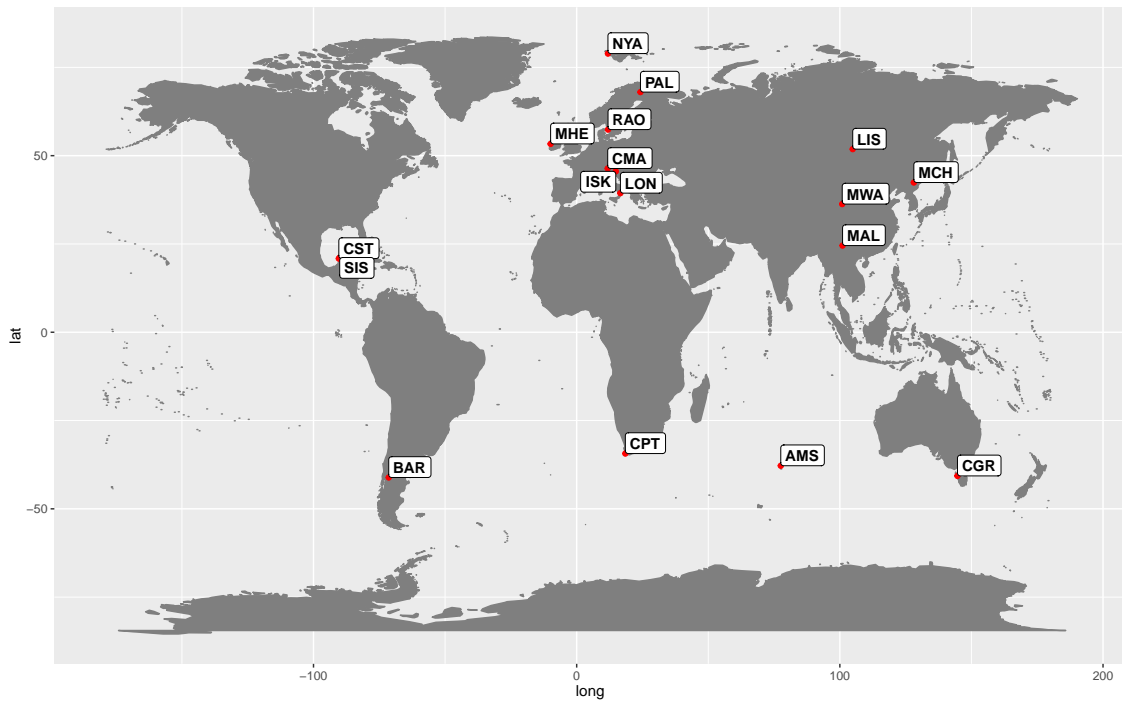 NYA
PAL
RAO
MHE
LIS
CMA
MCH
ISK
LON
MWA
MAL
CST
SIS
CPT
AMS
BAR
CGR
50
0
−50
lat
−100
0
100
200
long